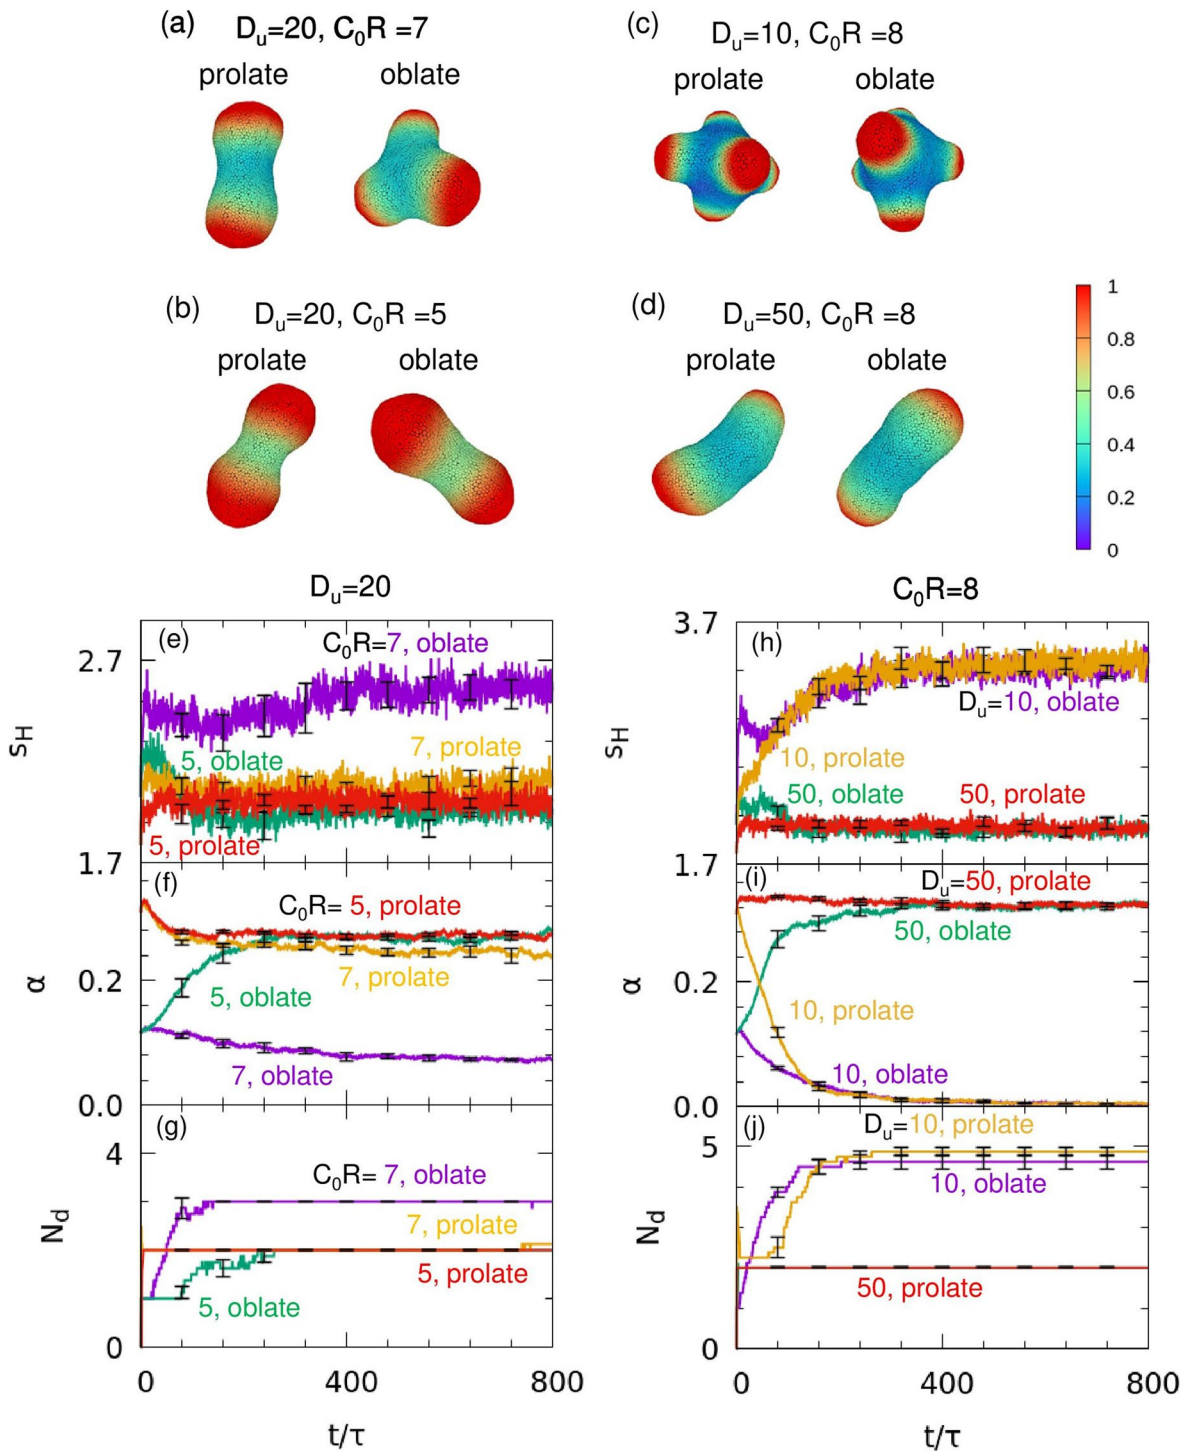 (a) D_u=20, C_0R =7
prolate oblate
(c) D_u=10, C_0R =8
prolate oblate
(b) D_u=20, C_0R =5
prolate oblate
(d) D_u=50, C_0R =8
prolate oblate
1
0.8
0.6
0.4
0.2
0
D_u=20
(e)
C_0R=7, oblate
2.7
s_H
7, prolate
5, oblate
5, prolate
1.7
(f)
C_0R= 5, prolate
α
0.2
7, prolate
5, oblate
7, oblate
0.0
(g)
4
C_0R= 7, oblate
N_d
7, prolate
5, prolate
5, oblate
0
0 400 800
t/τ
C_0R=8
3.7
(h)
s_H
D_u=10, oblate
10, prolate
50, oblate
50, prolate
1.7
(i)
D_u=50, prolate
50, oblate
α
0.2
10, prolate
10, oblate
0.0
(j)
D_u=10, prolate
5
10, oblate
N_d
50, prolate
0
0 400 800
t/τ